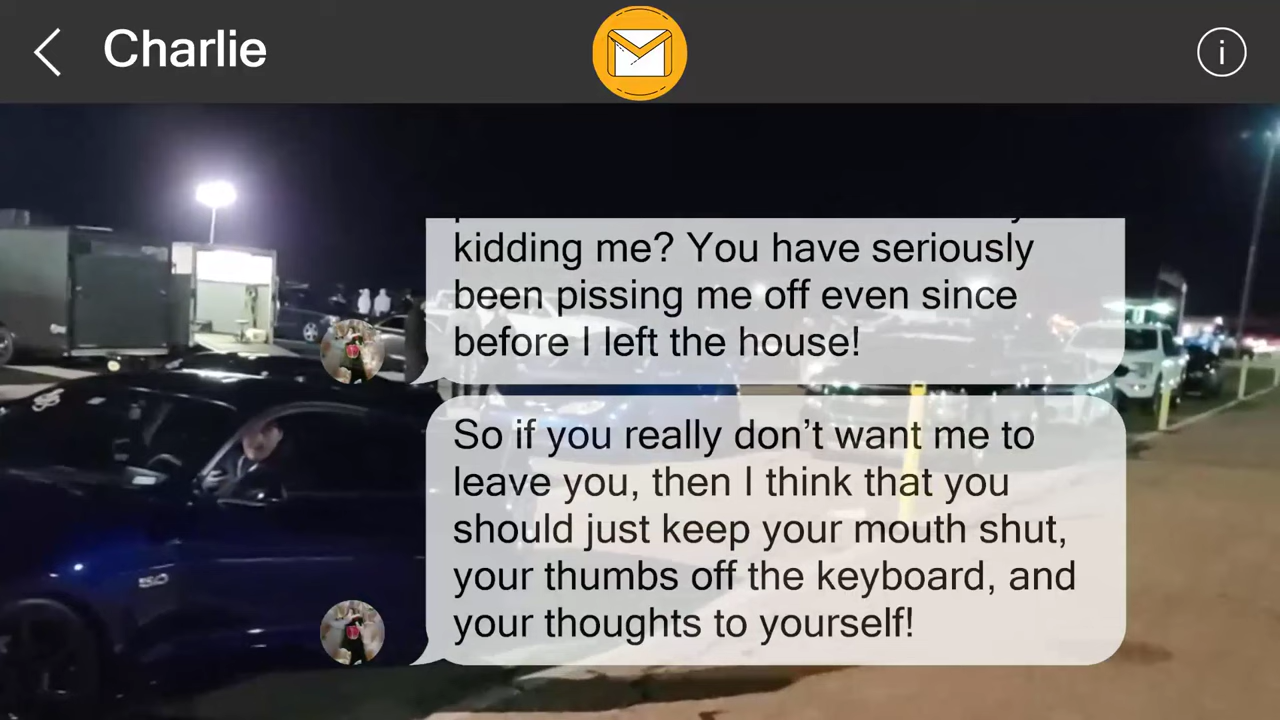 Charlie
i
kidding me? You have seriously
been pissing me off even since
before I left the house!
So if you really don’t want me to
leave you, then I think that you
should just keep your mouth shut,
your thumbs off the keyboard, and
your thoughts to yourself!
5.0